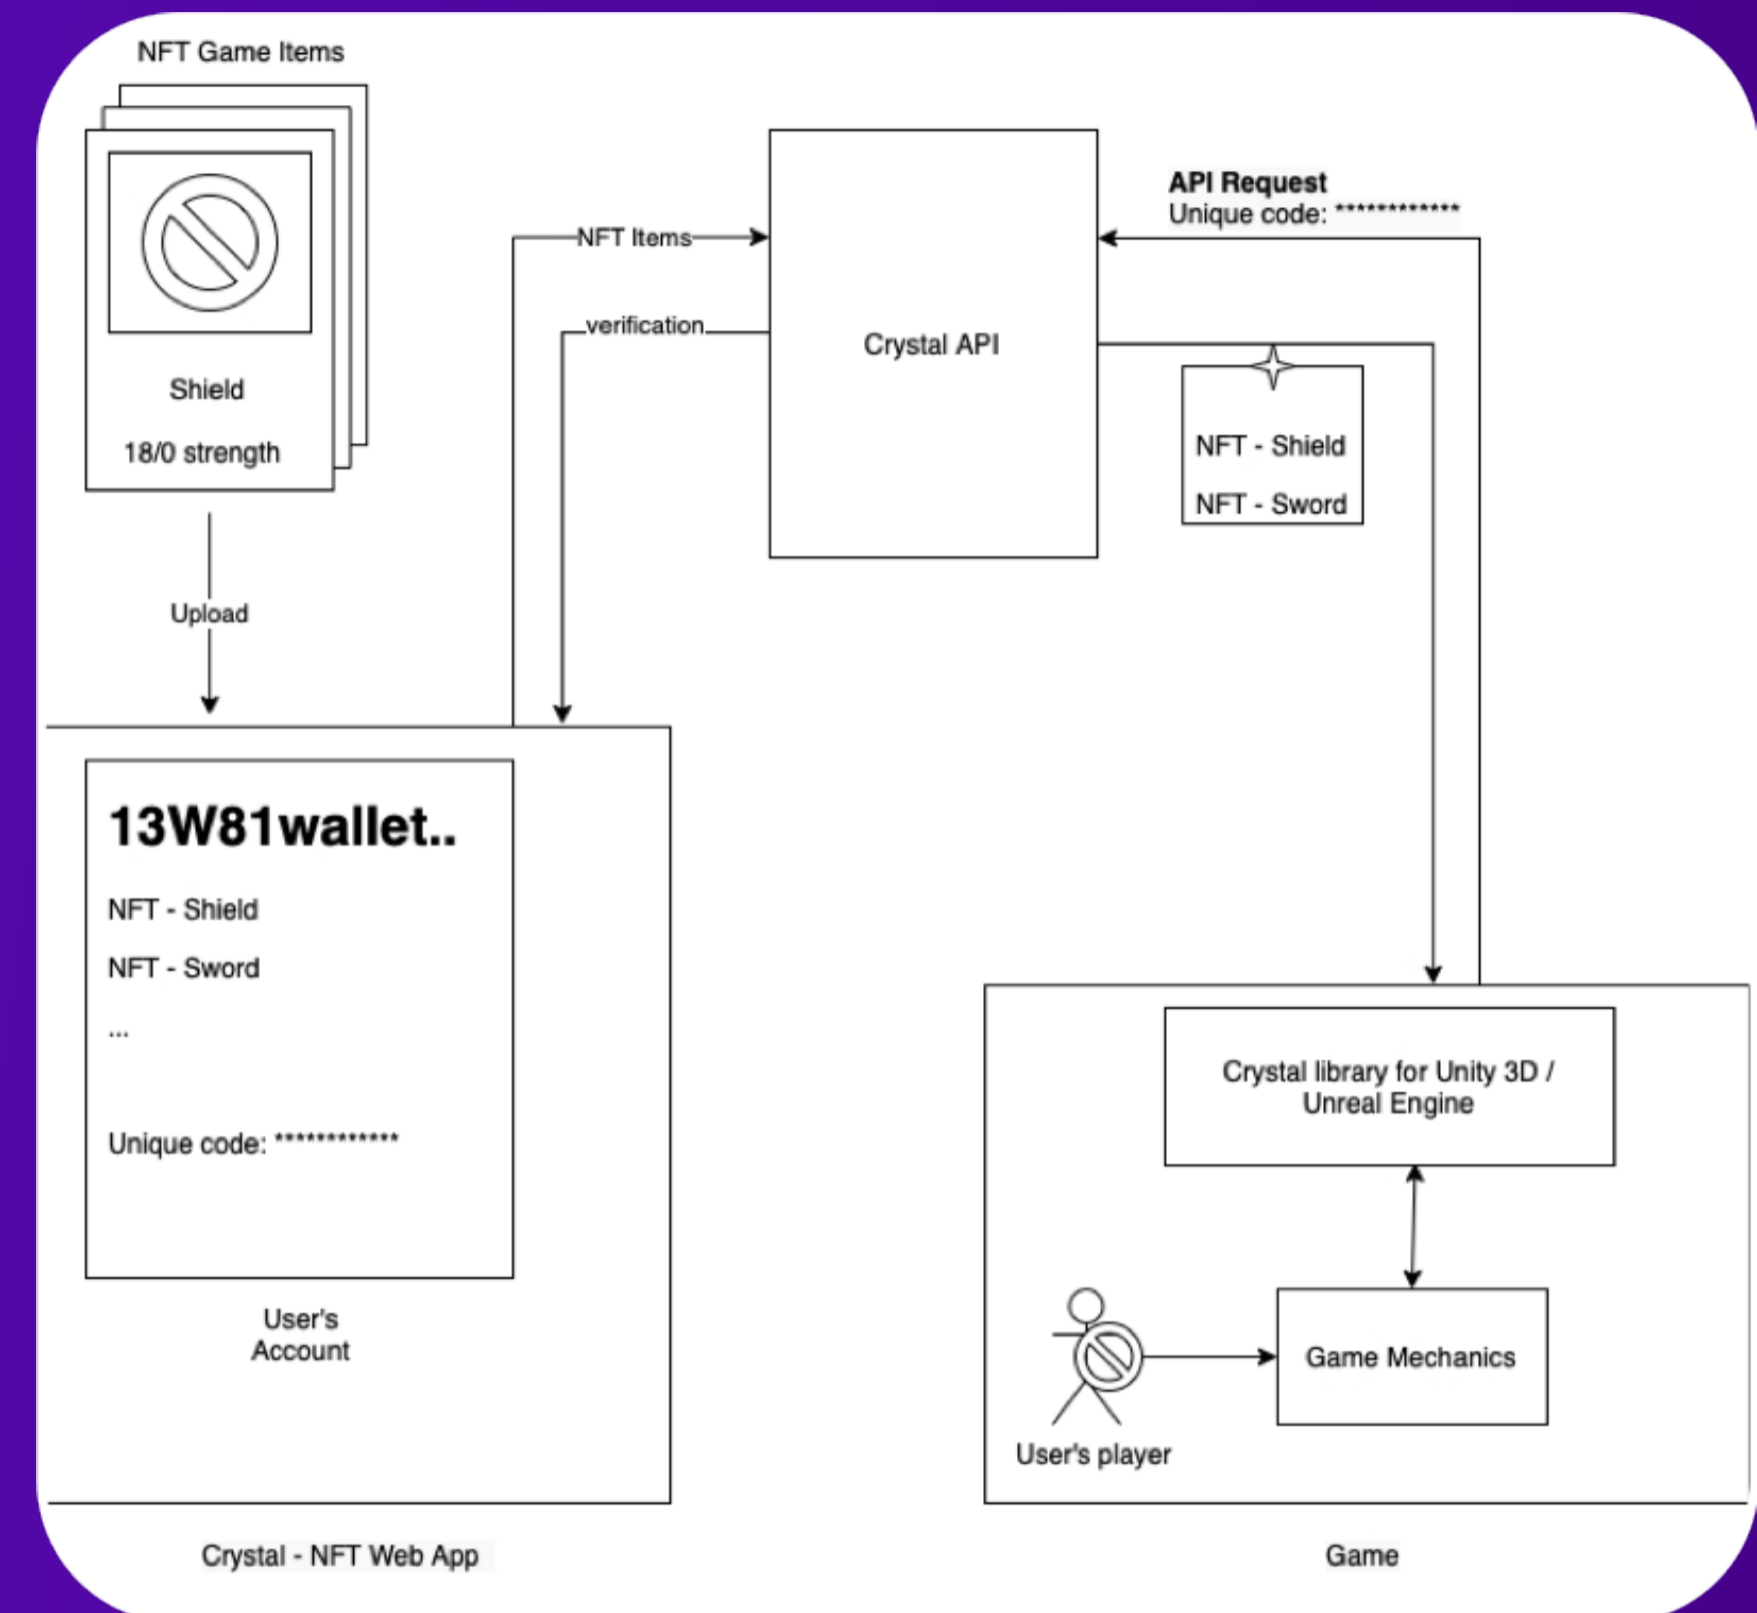 NFT Game Items
Shield
18/0 strength
Upload
NFT Items
verification
Crystal API
API Request
Unique code: ************
NFT - Shield
NFT - Sword
13W81wallet..
NFT - Shield
NFT - Sword
...
Unique code: ************
User's
Account
Crystal - NFT Web App
Crystal library for Unity 3D /
Unreal Engine
Game Mechanics
User's player
Game